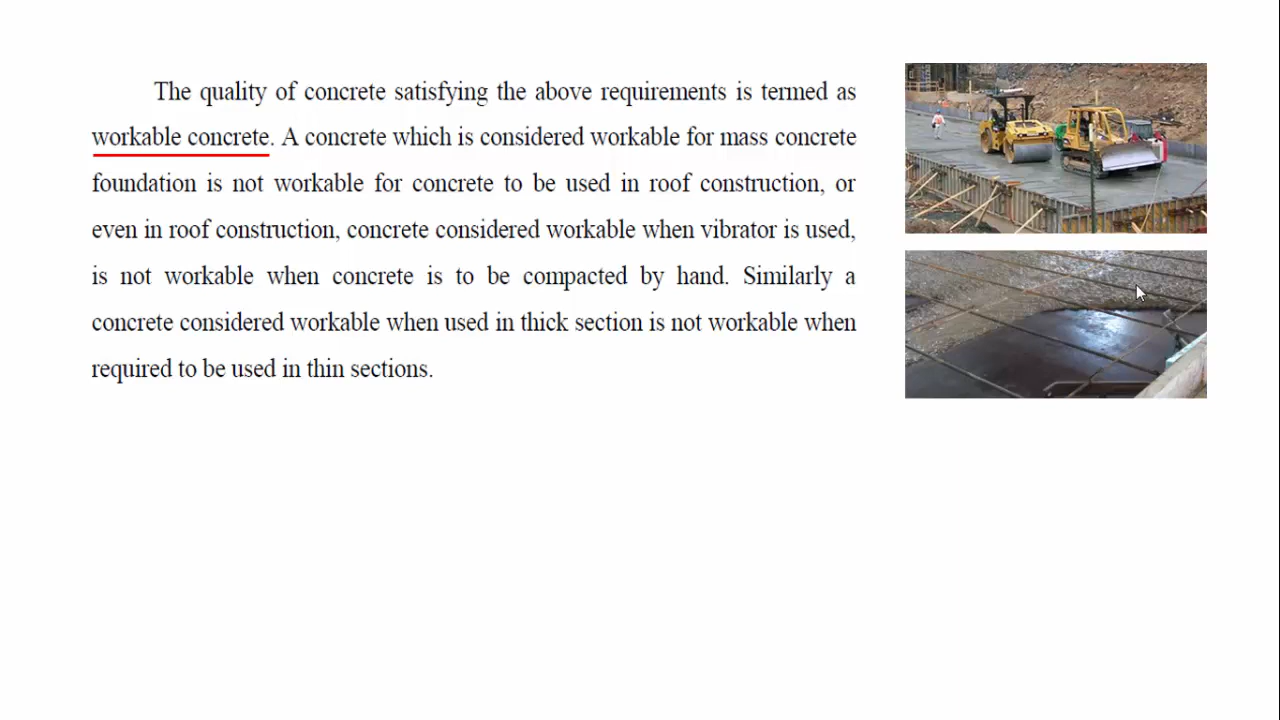 The quality of concrete satisfying the above requirements is termed as
workable concrete. A concrete which is considered workable for mass concrete
foundation is not workable for concrete to be used in roof construction, or
even in roof construction, concrete considered workable when vibrator is used,
is not workable when concrete is to be compacted by hand. Similarly a
concrete considered workable when used in thick section is not workable when
required to be used in thin sections.